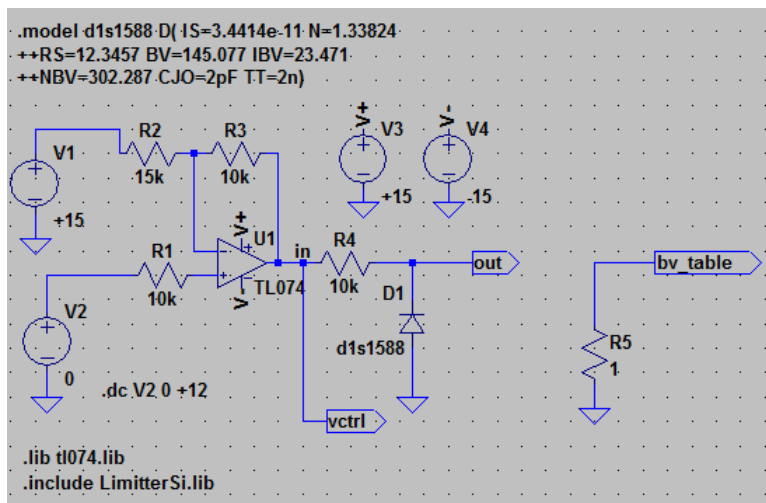 .model d1s1588 D( IS=3.4414e-11 N=1.33824
++RS=12.3457 BV=145.077 IBV=23.471
++NBV=302.287 CJO=2pF TT=2n)
V1
+15
R2
15k
R3
10k
V+
V3
+15
V-
V4
-15
V+
U1
TL074
V-
R1
10k
V2
0
in
R4
10k
out
D1
d1s1588
bv_table
R5
1
.dc V2 0 +12
vctrl
.lib tl074.lib
.include LimitterSi.lib